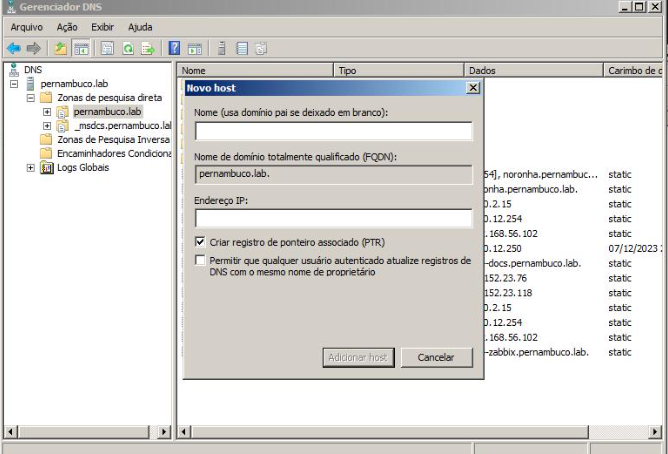 Gerenciador DNS
Arquivo Ação Exibir Ajuda
DNS
pernambuco.lab
Zonas de pesquisa direta
pernambuco.lab
_msdcs.pernambuco.lal
Zonas de Pesquisa Inversa
Encaminhadores Condiciona
Logs Globais
Nome Tipo Dados Carimbo de d
Novo host
Nome (usa domínio pai se deixado em branco):
Nome de domínio totalmente qualificado (FQDN):
pernambuco.lab.
Endereço IP:
Criar registro de ponteiro associado (PTR)
Permitir que qualquer usuário autenticado atualize registros de
DNS com o mesmo nome de proprietário
Adicionar host Cancelar
54], noronha.pernambuc... static
onha.pernambuco.lab. static
0.2.15 static
0.12.254 static
.168.56.102 static
0.12.250 07/12/2023
-docs.pernambuco.lab. static
152.23.76 static
152.23.118 static
0.2.15 static
0.12.254 static
.168.56.102 static
-zabbix.pernambuco.lab. static